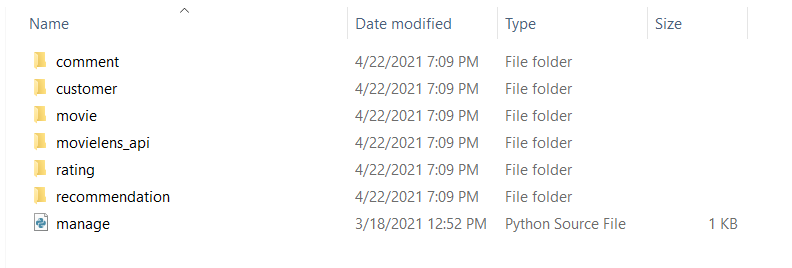 Name Date modified Type Size
comment 4/22/2021 7:09 PM File folder
customer 4/22/2021 7:09 PM File folder
movie 4/22/2021 7:09 PM File folder
movielens_api 4/22/2021 7:09 PM File folder
rating 4/22/2021 7:09 PM File folder
recommendation 4/22/2021 7:09 PM File folder
manage 3/18/2021 12:52 PM Python Source File 1 KB